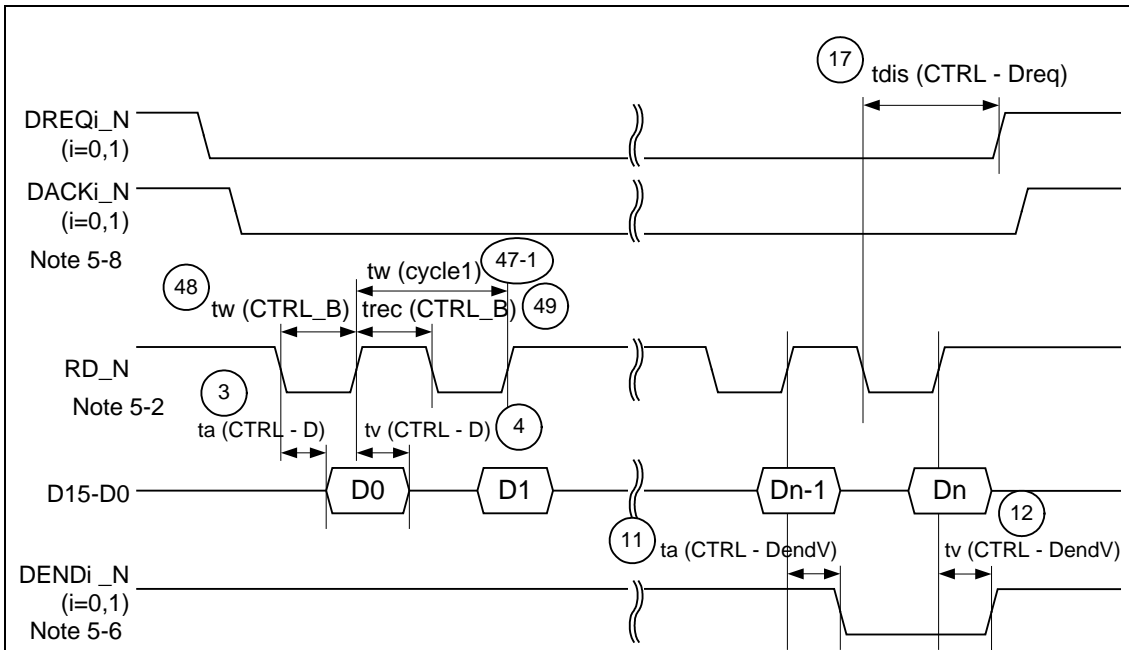 17
tdis (CTRL - Dreq)
DREQi_N
(i=0,1)
DACKi_N
(i=0,1)
Note 5-8
48
tw (cycle1)
47-1
tw (CTRL_B)
trec (CTRL_B)
49
RD_N
Note 5-2
3
ta (CTRL - D)
tv (CTRL - D)
4
D15-D0
D0
D1
Dn-1
Dn
11
ta (CTRL - DendV)
12
tv (CTRL - DendV)
DENDi _N
(i=0,1)
Note 5-6